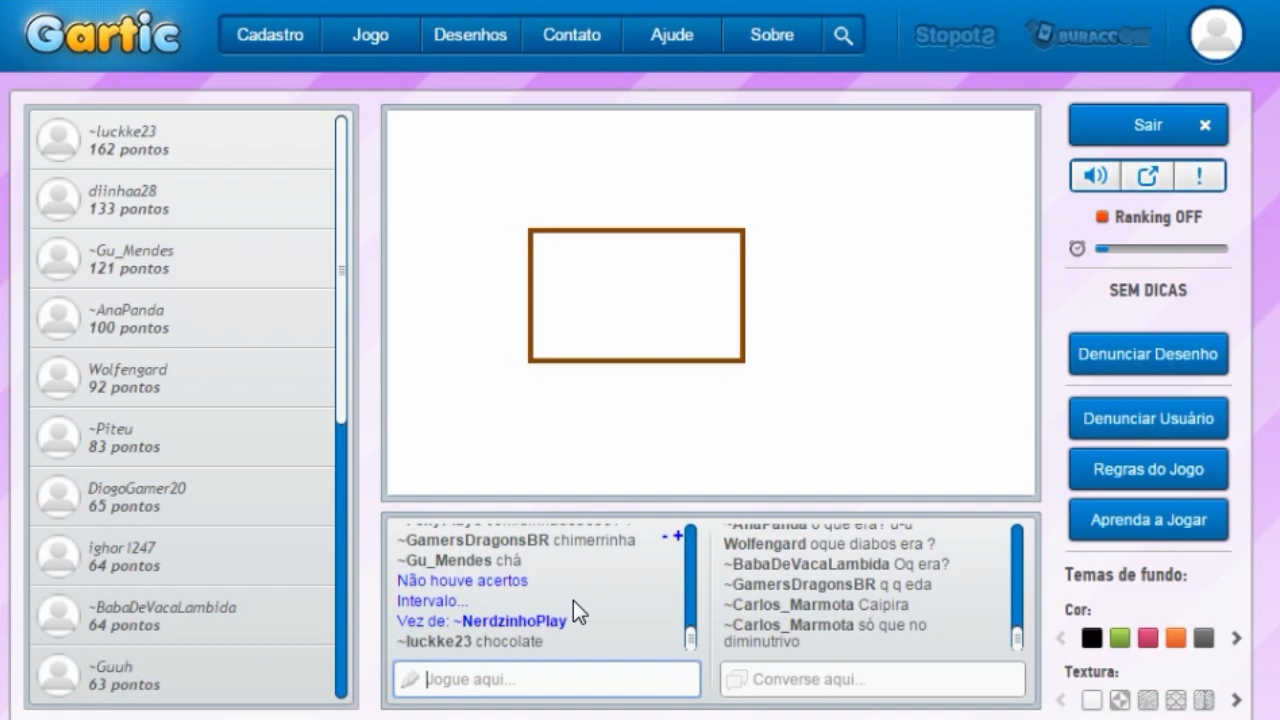 Gartic
Cadastro
Jogo
Desenhos
Contato
Ajude
Sobre
StopotS
~luckke23
162 pontos
diinhaa28
133 pontos
~Gu_Mendes
121 pontos
~AnaPanda
100 pontos
Wolfengard
92 pontos
~Piteu
83 pontos
DiogoGamer20
65 pontos
ighor1247
64 pontos
~BabaDeVacaLambida
64 pontos
~Guuh
63 pontos
~GamersDragonsBR chimerrinha
- +
~Gu_Mendes chá
Não houve acertos
Intervalo...
Vez de: ~NerdzinhoPlay
~luckke23 chocolate
Jogue aqui...
~AnaPanda o que era? u-u
Wolfengard oque diabos era ?
~BabaDeVacaLambida Oq era?
~GamersDragonsBR q q eda
~Carlos_Marmota Caipira
~Carlos_Marmota só que no
diminutrivo
Converse aqui...
Sair x
!
Ranking OFF
SEM DICAS
Denunciar Desenho
Denunciar Usuário
Regras do Jogo
Aprenda a Jogar
Temas de fundo:
Cor:
Textura: